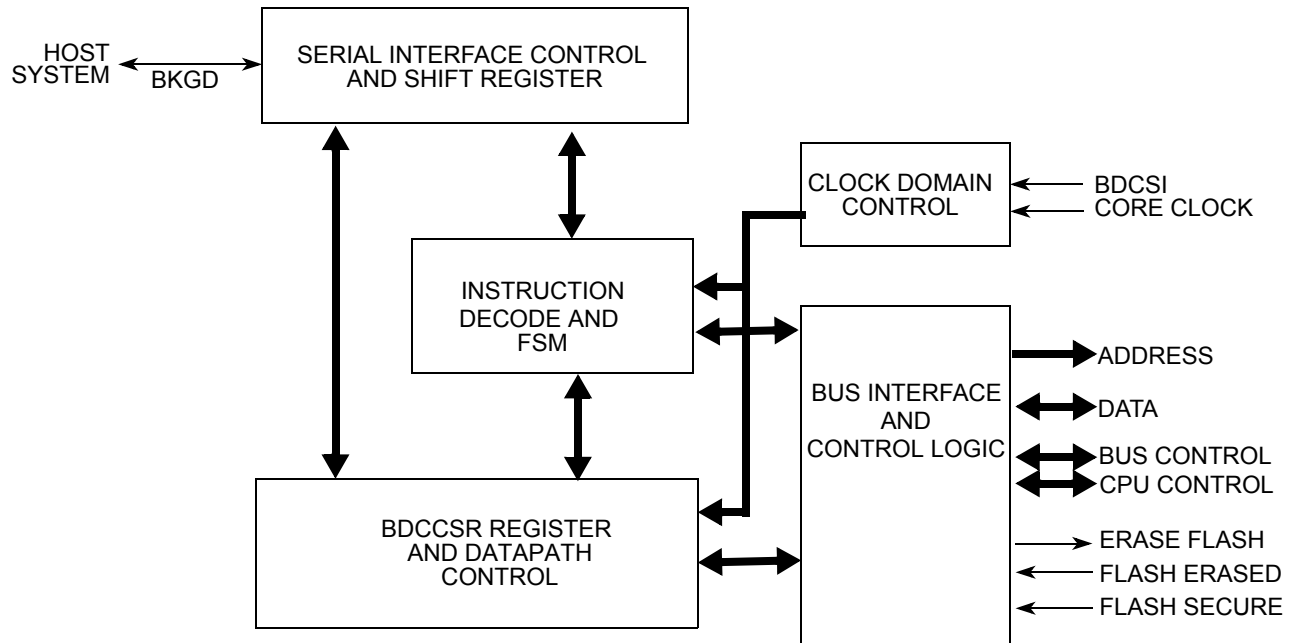 HOST
SYSTEM
BKGD
SERIAL INTERFACE CONTROL
AND SHIFT REGISTER
CLOCK DOMAIN
CONTROL
BDCSI
CORE CLOCK
INSTRUCTION
DECODE AND
FSM
BUS INTERFACE
AND
CONTROL LOGIC
ADDRESS
DATA
BUS CONTROL
CPU CONTROL
ERASE FLASH
FLASH ERASED
FLASH SECURE
BDCCSR REGISTER
AND DATAPATH
CONTROL